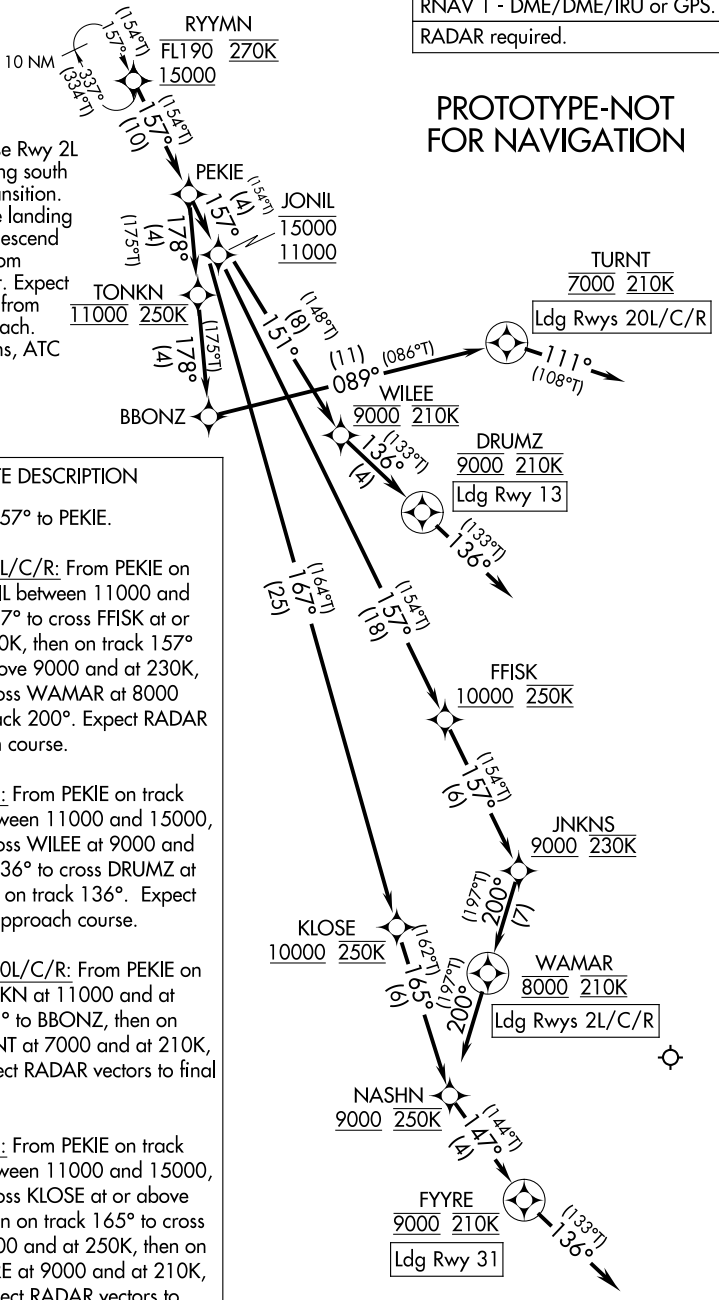 RNAV 1 - DME/DME/IRU or GPS.
RADAR required.
PROTOTYPE-NOT
FOR NAVIGATION
RYYMN
FL190 270K
15000
10 NM
(154°T)
157°
337°
(334°T)
157°
(154°T)
(10)
se Rwy 2L
ng south
nsition.
e landing
escend
om
r. Expect
from
ach.
ns, ATC
PEKIE
157°
(154°T)
(4)
JONIL
15000
11000
178°
(175°T)
(4)
TONKN
11000 250K
178°
(175°T)
(4)
BBONZ
(11)
089° (086°T)
TURNT
7000 210K
Ldg Rwys 20L/C/R
111°
(108°T)
151°
(148°T)
(8)
WILEE
9000 210K
136°
(133°T)
(4)
DRUMZ
9000 210K
Ldg Rwy 13
(133°T)
136°
167°
(164°T)
(25)
157°
(154°T)
(18)
FFISK
10000 250K
157°
(154°T)
(6)
JNKNS
9000 230K
(197°T)
200°
(7)
WAMAR
8000 210K
Ldg Rwys 2L/C/R
(197°T)
200°
KLOSE
10000 250K
165°
(162°T)
(6)
NASHN
9000 250K
147°
(144°T)
(4)
FYYRE
9000 210K
Ldg Rwy 31
(133°T)
136°
TE DESCRIPTION
57° to PEKIE.
L/C/R: From PEKIE on
IL between 11000 and
7° to cross FFISK at or
0K, then on track 157°
ove 9000 and at 230K,
oss WAMAR at 8000
ack 200°. Expect RADAR
h course.
: From PEKIE on track
ween 11000 and 15000,
oss WILEE at 9000 and
36° to cross DRUMZ at
on track 136°. Expect
pproach course.
0L/C/R: From PEKIE on
KN at 11000 and at
° to BBONZ, then on
NT at 7000 and at 210K,
ect RADAR vectors to final
: From PEKIE on track
ween 11000 and 15000,
oss KLOSE at or above
n on track 165° to cross
00 and at 250K, then on
RE at 9000 and at 210K,
ect RADAR vectors to